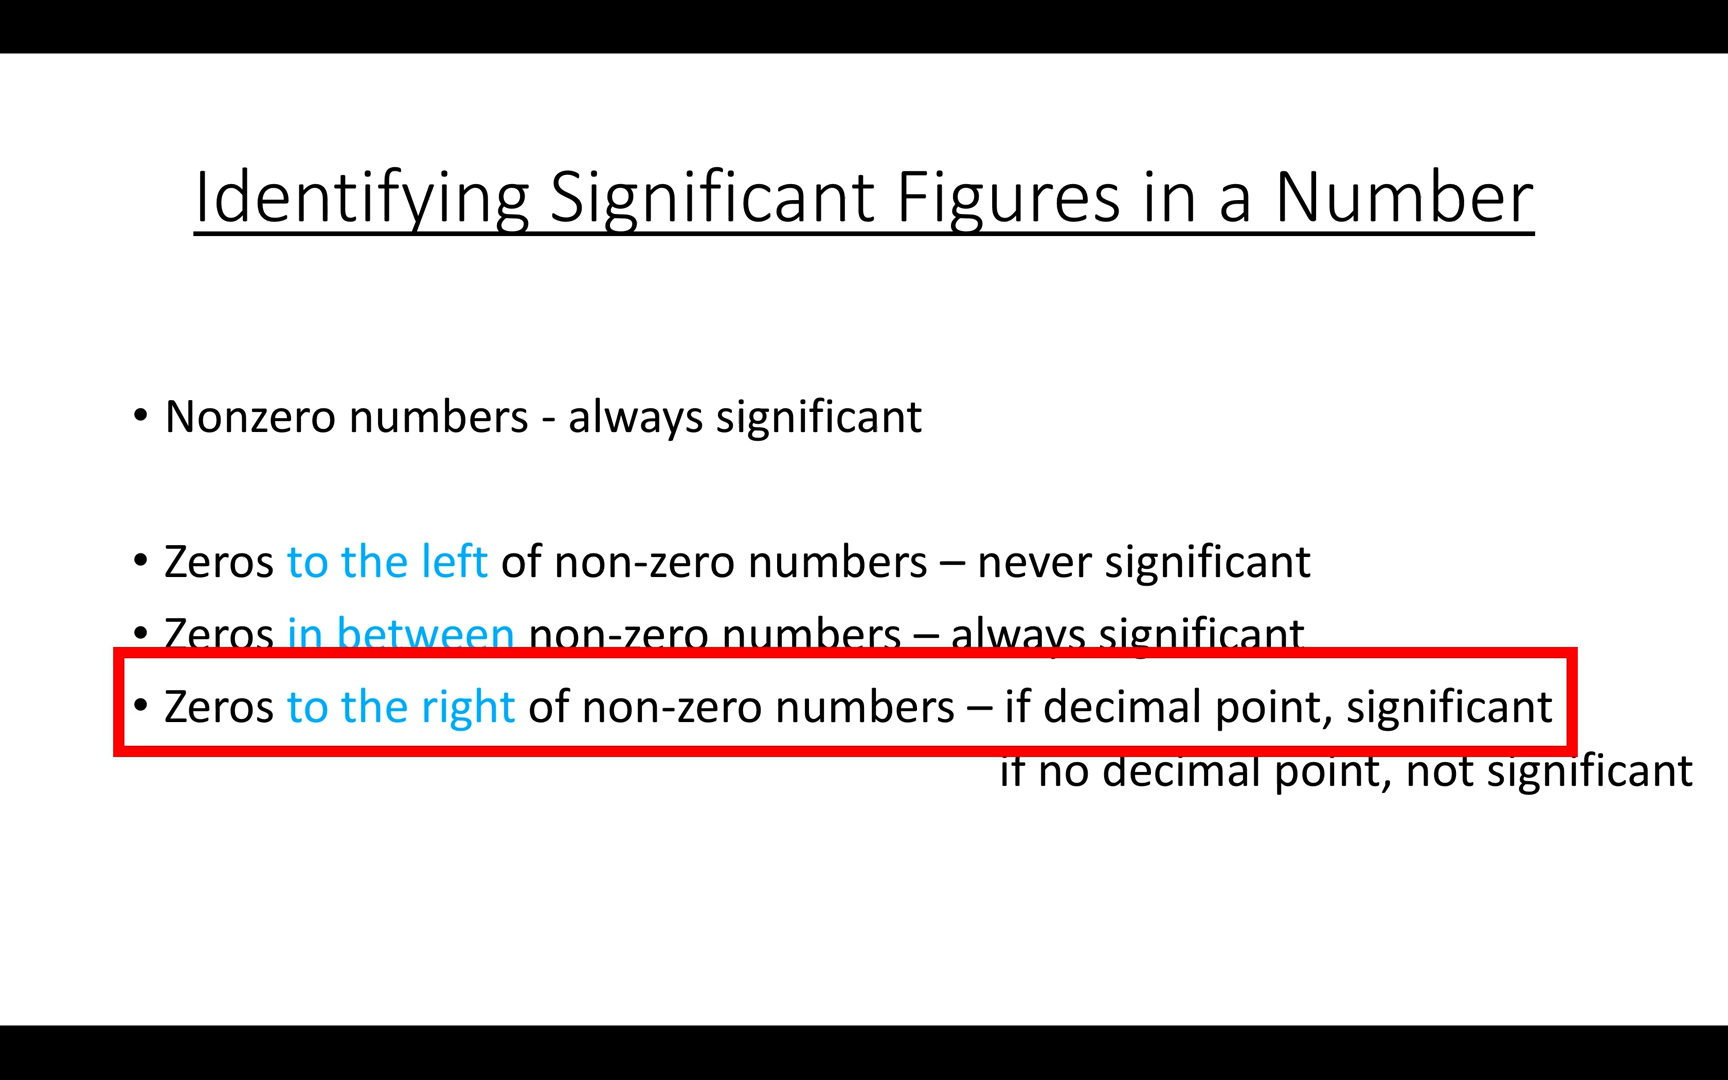 Identifying Significant Figures in a Number
• Nonzero numbers - always significant
• Zeros to the left of non-zero numbers – never significant
• Zeros in between non-zero numbers – always significant
• Zeros to the right of non-zero numbers – if decimal point, significant
if no decimal point, not significant